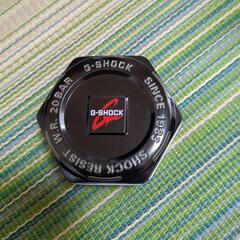 G-SHOCK
SINCE 1983
SHOCK RESIST
W.R. 20BAR
G-SHOCK